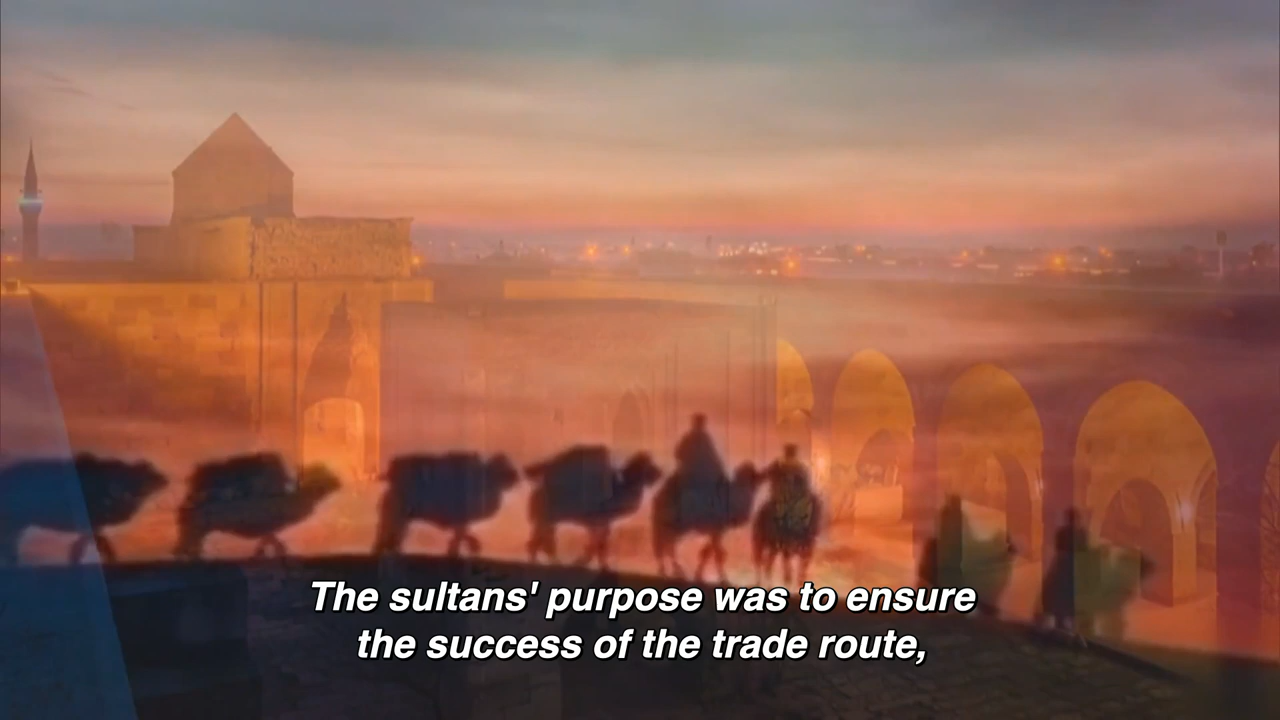 The sultans' purpose was to ensure
the success of the trade route,